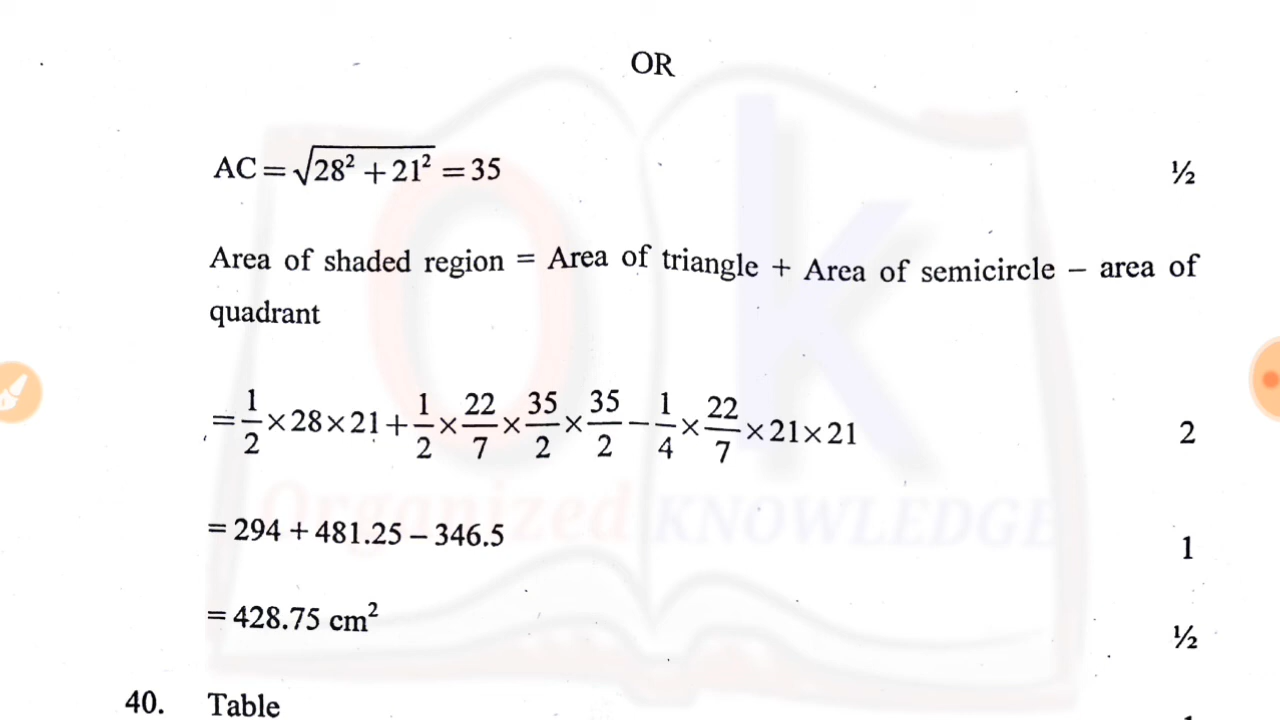 OR
AC = √(28² + 21²) = 35 ½
Area of shaded region = Area of triangle + Area of semicircle – area of
quadrant
= 1/2 × 28 × 21 + 1/2 × 22/7 × 35/2 × 35/2 – 1/4 × 22/7 × 21 × 21 2
Organized KNOWLEDGE
= 294 + 481.25 – 346.5 1
= 428.75 cm² ½
40. Table